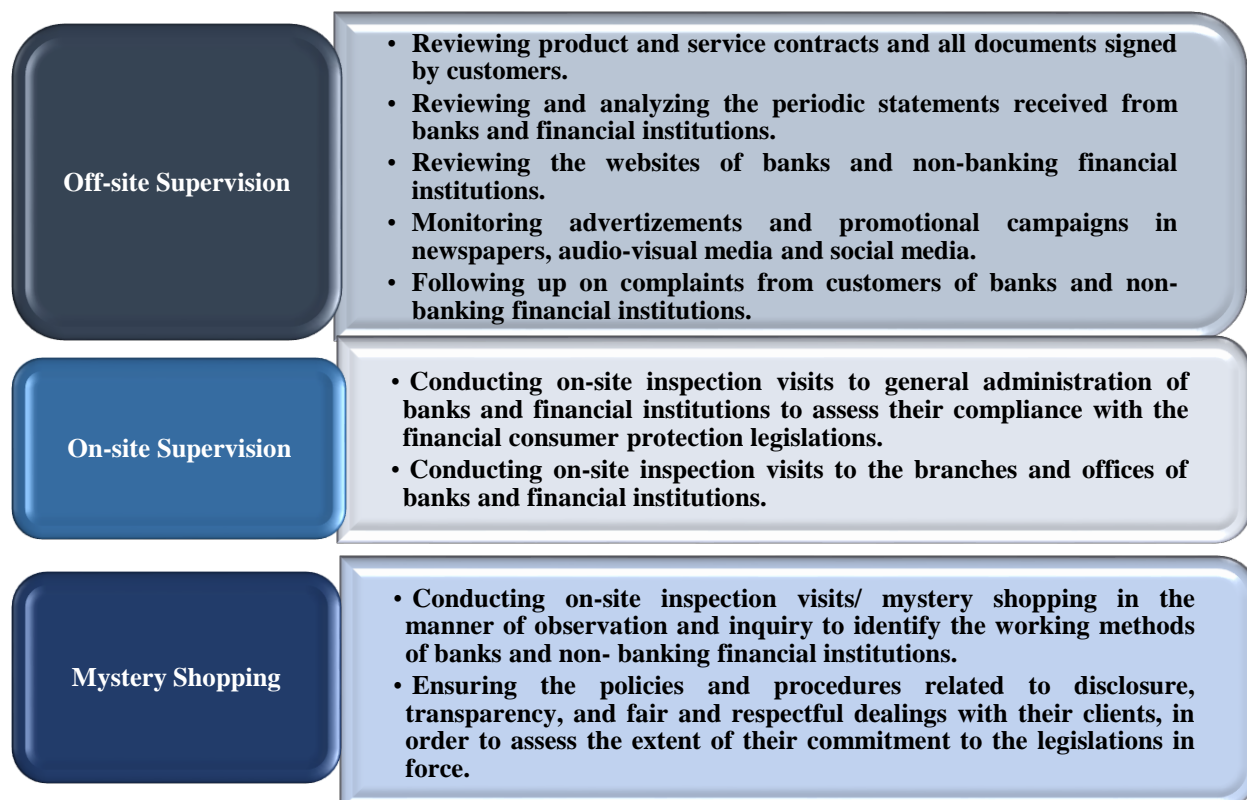 Off-site Supervision
• Reviewing product and service contracts and all documents signed
by customers.
• Reviewing and analyzing the periodic statements received from
banks and financial institutions.
• Reviewing the websites of banks and non-banking financial
institutions.
• Monitoring advertizements and promotional campaigns in
newspapers, audio-visual media and social media.
• Following up on complaints from customers of banks and non-
banking financial institutions.
On-site Supervision
• Conducting on-site inspection visits to general administration of
banks and financial institutions to assess their compliance with the
financial consumer protection legislations.
• Conducting on-site inspection visits to the branches and offices of
banks and financial institutions.
Mystery Shopping
• Conducting on-site inspection visits/ mystery shopping in the
manner of observation and inquiry to identify the working methods
of banks and non- banking financial institutions.
• Ensuring the policies and procedures related to disclosure,
transparency, and fair and respectful dealings with their clients, in
order to assess the extent of their commitment to the legislations in
force.